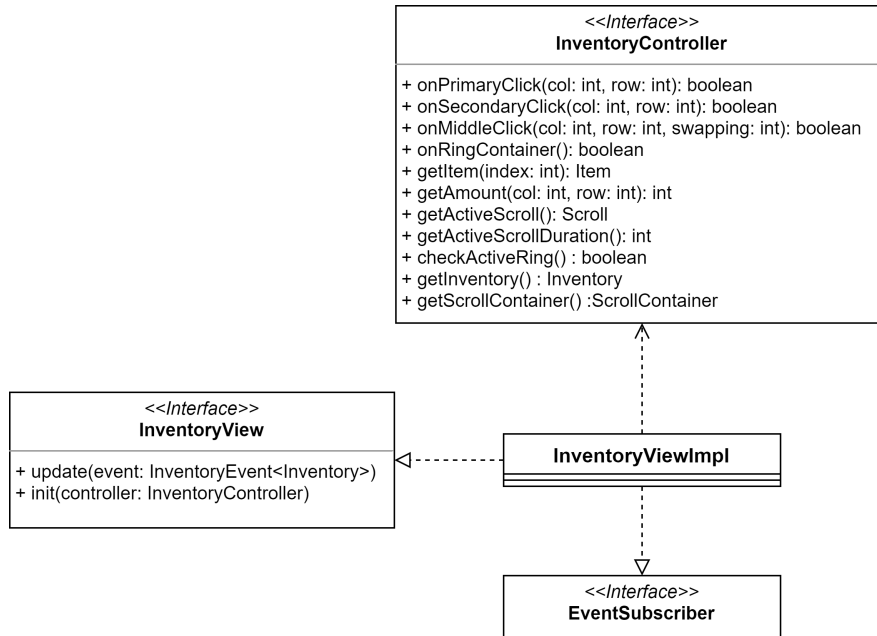 <<Interface>>
InventoryController
+ onPrimaryClick(col: int, row: int): boolean
+ onSecondaryClick(col: int, row: int): boolean
+ onMiddleClick(col: int, row: int, swapping: int): boolean
+ onRingContainer(): boolean
+ getItem(index: int): Item
+ getAmount(col: int, row: int): int
+ getActiveScroll(): Scroll
+ getActiveScrollDuration(): int
+ checkActiveRing() : boolean
+ getInventory() : Inventory
+ getScrollContainer() :ScrollContainer
<<Interface>>
InventoryView
+ update(event: InventoryEvent<Inventory>)
+ init(controller: InventoryController)
InventoryViewImpl
<<Interface>>
EventSubscriber